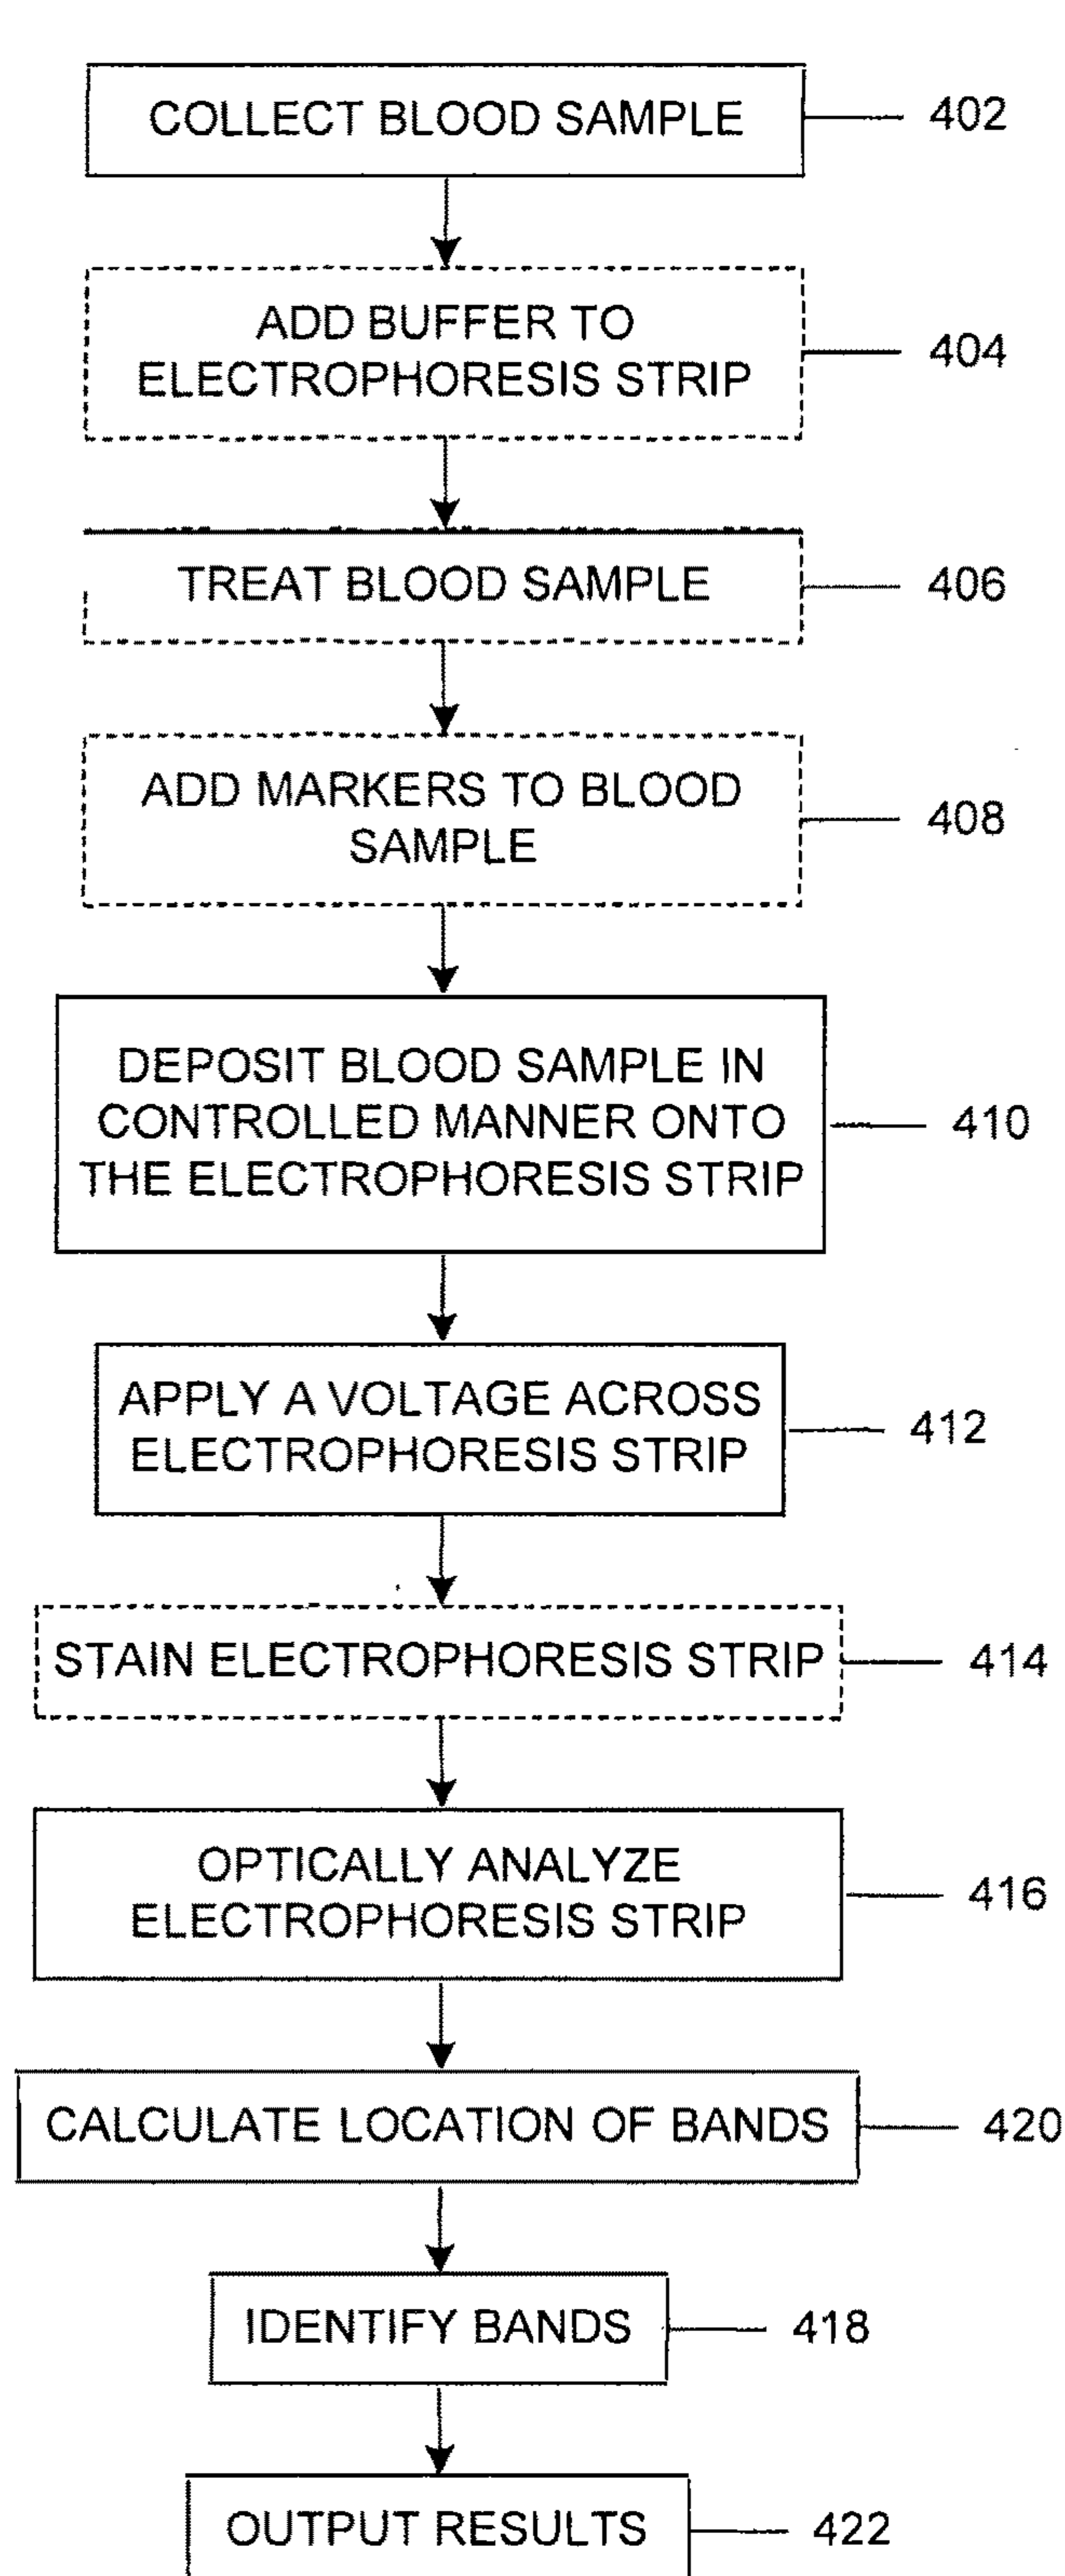 COLLECT BLOOD SAMPLE 402
ADD BUFFER TO
ELECTROPHORESIS STRIP 404
TREAT BLOOD SAMPLE 406
ADD MARKERS TO BLOOD
SAMPLE 408
DEPOSIT BLOOD SAMPLE IN
CONTROLLED MANNER ONTO
THE ELECTROPHORESIS STRIP 410
APPLY A VOLTAGE ACROSS
ELECTROPHORESIS STRIP 412
STAIN ELECTROPHORESIS STRIP 414
OPTICALLY ANALYZE
ELECTROPHORESIS STRIP 416
CALCULATE LOCATION OF BANDS 420
IDENTIFY BANDS 418
OUTPUT RESULTS 422